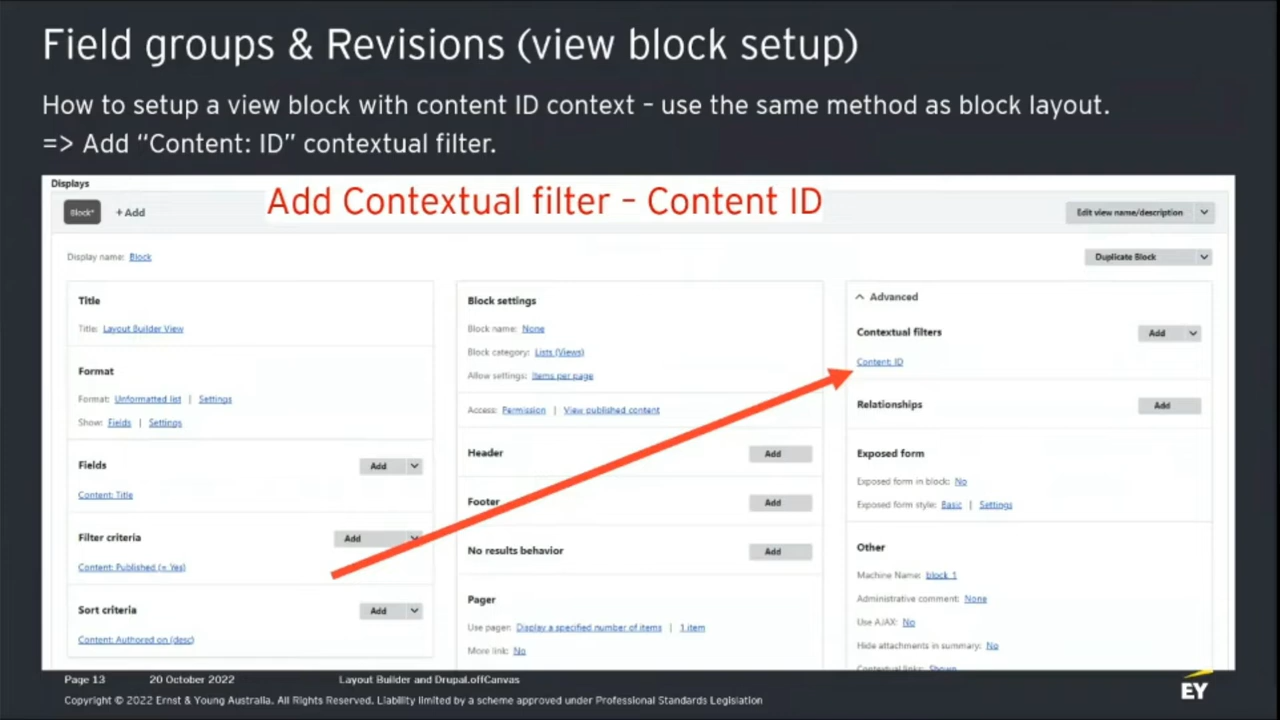 Field groups & Revisions (view block setup)
How to setup a view block with content ID context – use the same method as block layout.
=> Add “Content: ID” contextual filter.
Displays
Add Contextual filter – Content ID
Block*
+ Add
Edit view name/description
Display name: Block
Duplicate Block
Title
Title: Layout Builder View
Format
Format: Unformatted list | Settings
Show: Fields | Settings
Fields
Add
Content: Title
Filter criteria
Add
Content: Published (= Yes)
Sort criteria
Add
Content: Authored on (desc)
Block settings
Block name: None
Block category: Lists (Views)
Allow settings: Items per page
Access: Permission | View published content
Header
Add
Footer
Add
No results behavior
Add
Pager
Use pager: Display a specified number of items | 1 item
More link: No
Advanced
Contextual filters
Add
Content: ID
Relationships
Add
Exposed form
Exposed form in block: No
Exposed form style: Basic | Settings
Other
Machine Name: block_1
Administrative comment: None
Use AJAX: No
Hide attachments in summary: No
Contextual links: Shown
Page 13
20 October 2022
Layout Builder and Drupal.offCanvas
Copyright © 2022 Ernst & Young Australia. All Rights Reserved. Liability limited by a scheme approved under Professional Standards Legislation
EY